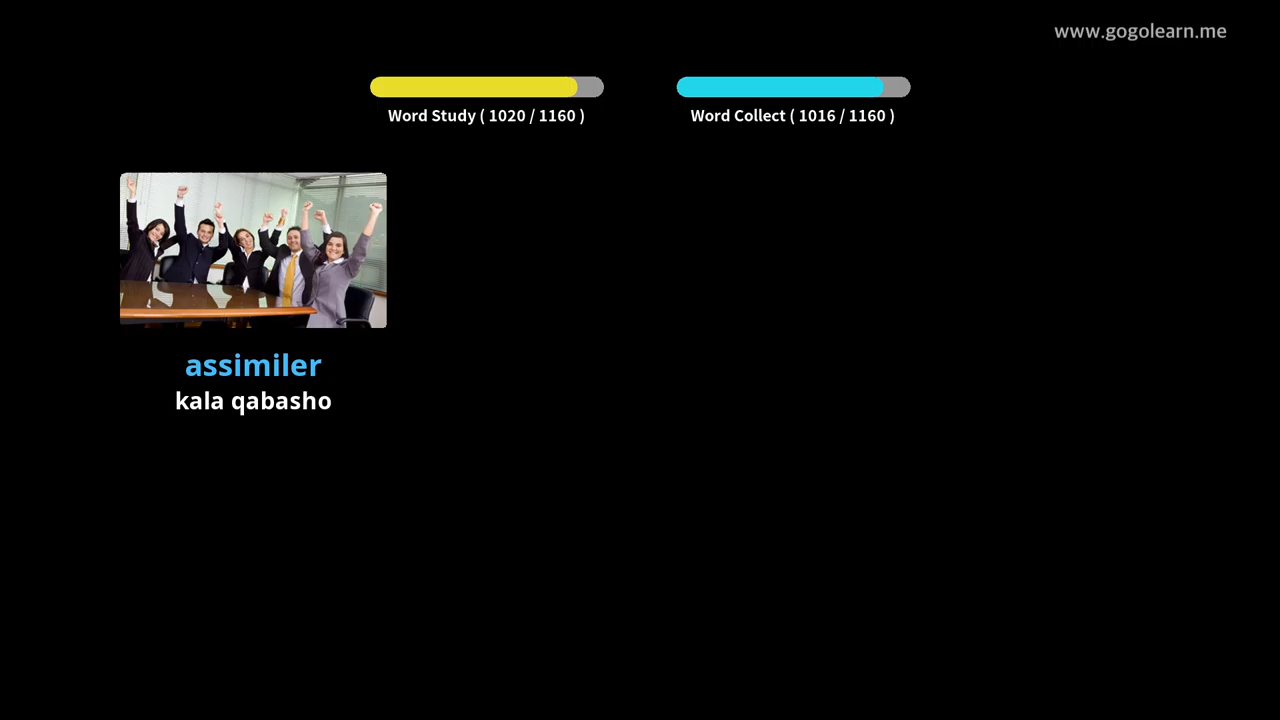 www.gogolearn.me
Word Study ( 1020 / 1160 )
Word Collect ( 1016 / 1160 )
assimiler
kala qabasho